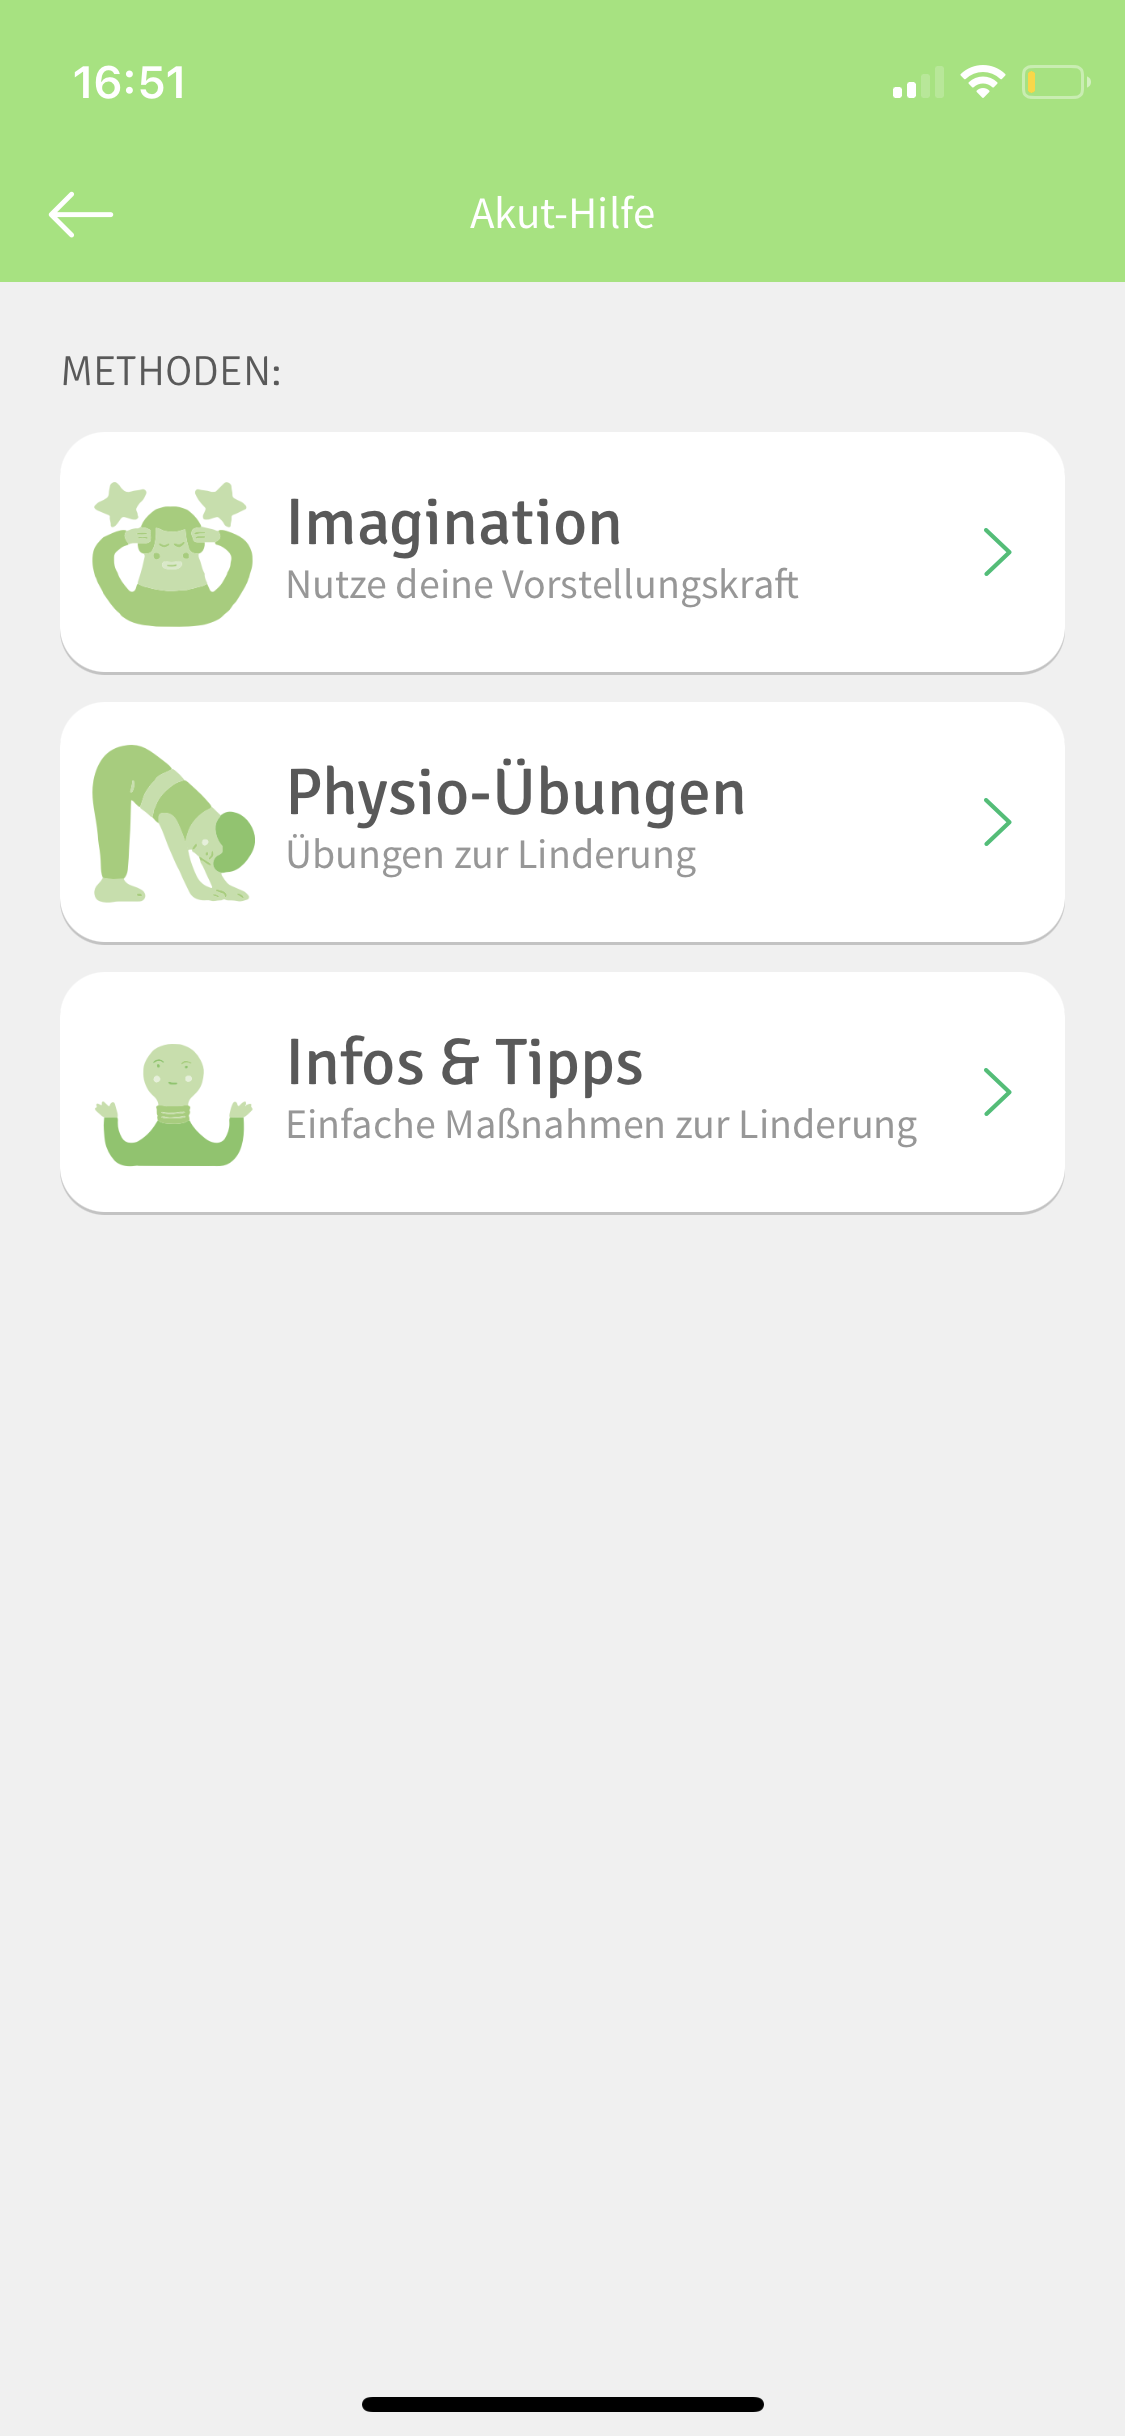 16:51
Akut-Hilfe
METHODEN:
Imagination
Nutze deine Vorstellungskraft
Physio-Übungen
Übungen zur Linderung
Infos & Tipps
Einfache Maßnahmen zur Linderung